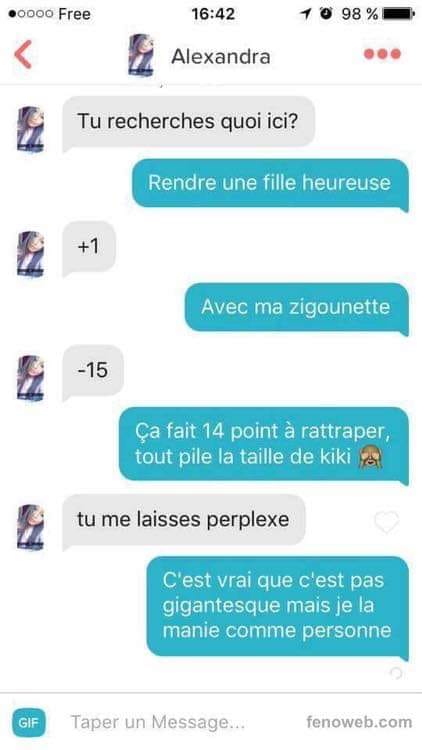 Free
16:42
98 %
Alexandra
Tu recherches quoi ici?
Rendre une fille heureuse
+1
Avec ma zigounette
-15
Ça fait 14 point à rattraper,
tout pile la taille de kiki 🙈
tu me laisses perplexe
C'est vrai que c'est pas
gigantesque mais je la
manie comme personne
GIF
Taper un Message...
fenoweb.com